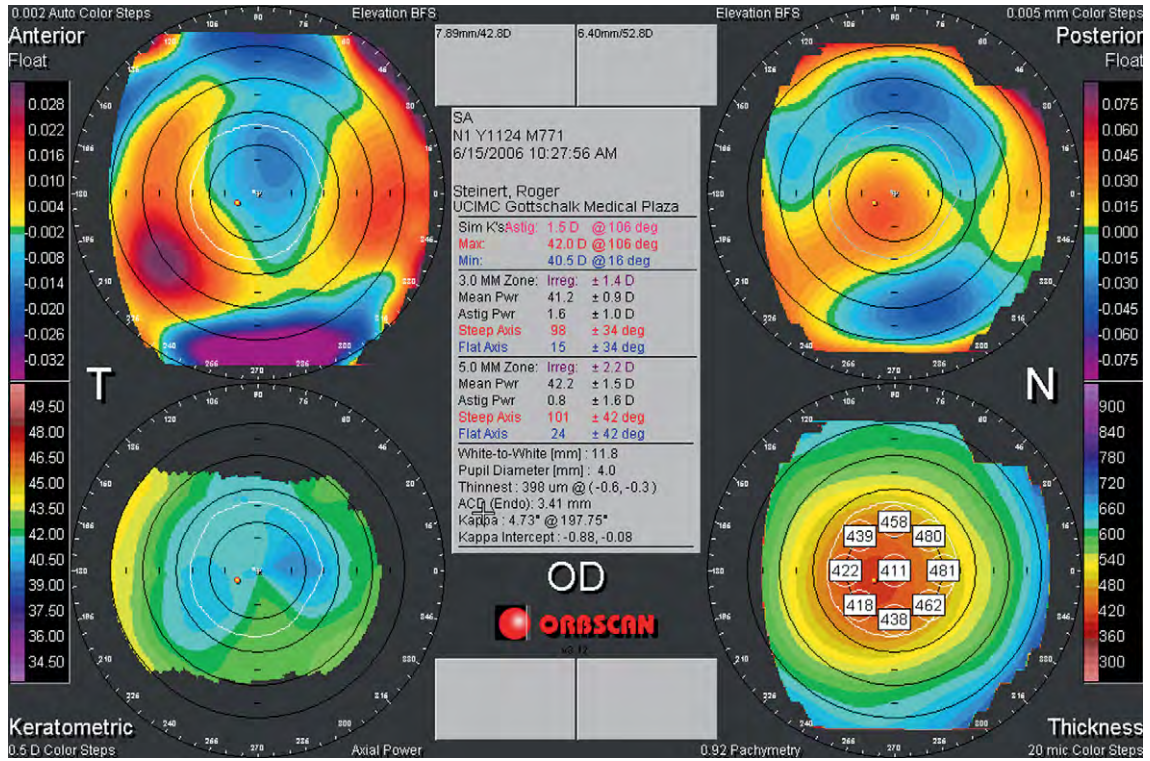 0.002 Auto Color Steps
Elevation BFS
Anterior
Float
0.028
0.022
0.016
0.010
0.004
-0.002
-0.008
-0.014
-0.020
-0.026
-0.032
7.89mm/42.8D
6.40mm/52.8D
SA
N1 Y1124 M771
6/15/2006 10:27:56 AM
Steinert, Roger
UCIMC Gottschalk Medical Plaza
Sim K's Astig: 1.5 D @ 106 deg
Max: 42.0 D @ 106 deg
Min: 40.5 D @ 16 deg
3.0 MM Zone: Irreg: ± 1.4 D
Mean Pwr 41.2 ± 0.9 D
Astig Pwr 1.6 ± 1.0 D
Steep Axis 98 ± 34 deg
Flat Axis 15 ± 34 deg
5.0 MM Zone: Irreg: ± 2.2 D
Mean Pwr 42.2 ± 1.5 D
Astig Pwr 0.8 ± 1.6 D
Steep Axis 101 ± 42 deg
Flat Axis 24 ± 42 deg
White-to-White [mm] : 11.8
Pupil Diameter [mm] : 4.0
Thinnest : 398 um @ (-0.6, -0.3)
ACD (Endo): 3.41 mm
Kappa : 4.73" @ 197.75"
Kappa Intercept : -0.88, -0.08
OD
ORBSCAN
Elevation BFS
0.005 mm Color Steps
Posterior
Float
0.075
0.060
0.045
0.030
0.015
0.000
-0.015
-0.030
-0.045
-0.060
-0.075
T
N
49.50
48.00
46.50
45.00
43.50
42.00
40.50
39.00
37.50
36.00
34.50
Keratometric
0.5 D Color Steps
Axial Power
458
439
480
422
411
481
418
462
438
900
840
780
720
660
600
540
480
420
360
300
Thickness
0.92 Pachymetry
20 mic Color Steps